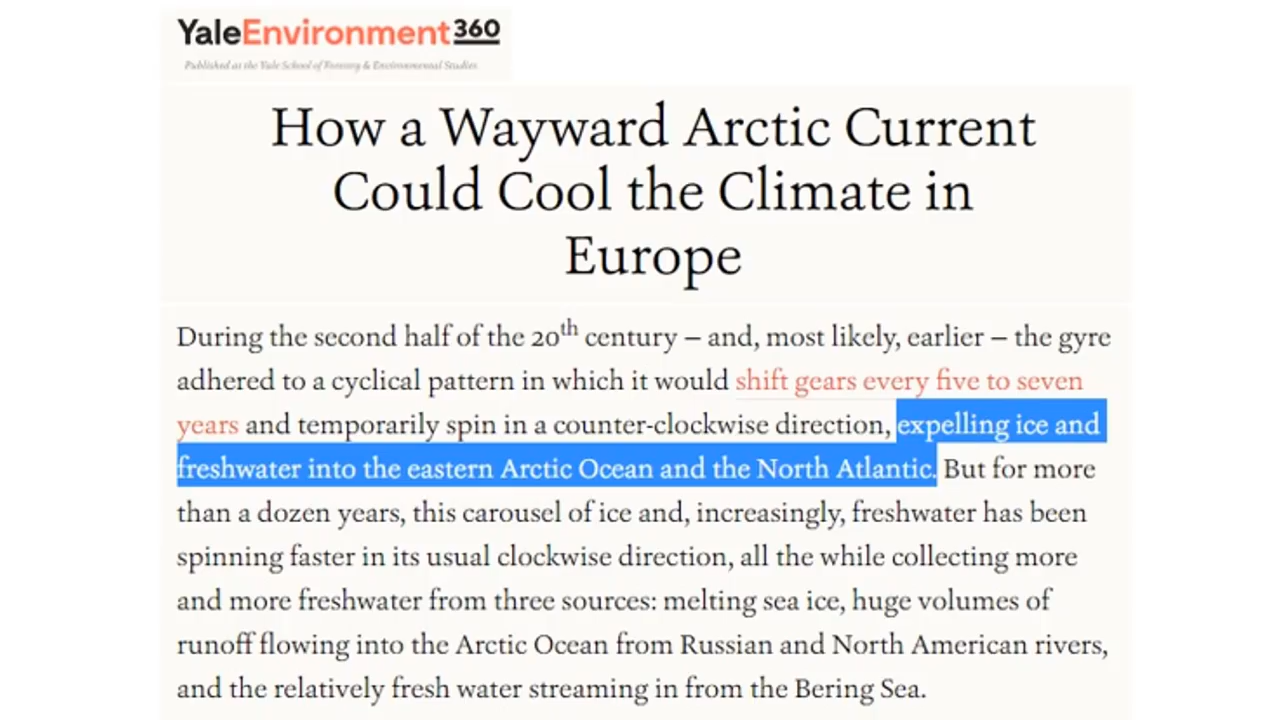 YaleEnvironment360
Published at the Yale School of Forestry & Environmental Studies
How a Wayward Arctic Current
Could Cool the Climate in
Europe
During the second half of the 20th century – and, most likely, earlier – the gyre
adhered to a cyclical pattern in which it would shift gears every five to seven
years and temporarily spin in a counter-clockwise direction, expelling ice and
freshwater into the eastern Arctic Ocean and the North Atlantic. But for more
than a dozen years, this carousel of ice and, increasingly, freshwater has been
spinning faster in its usual clockwise direction, all the while collecting more
and more freshwater from three sources: melting sea ice, huge volumes of
runoff flowing into the Arctic Ocean from Russian and North American rivers,
and the relatively fresh water streaming in from the Bering Sea.